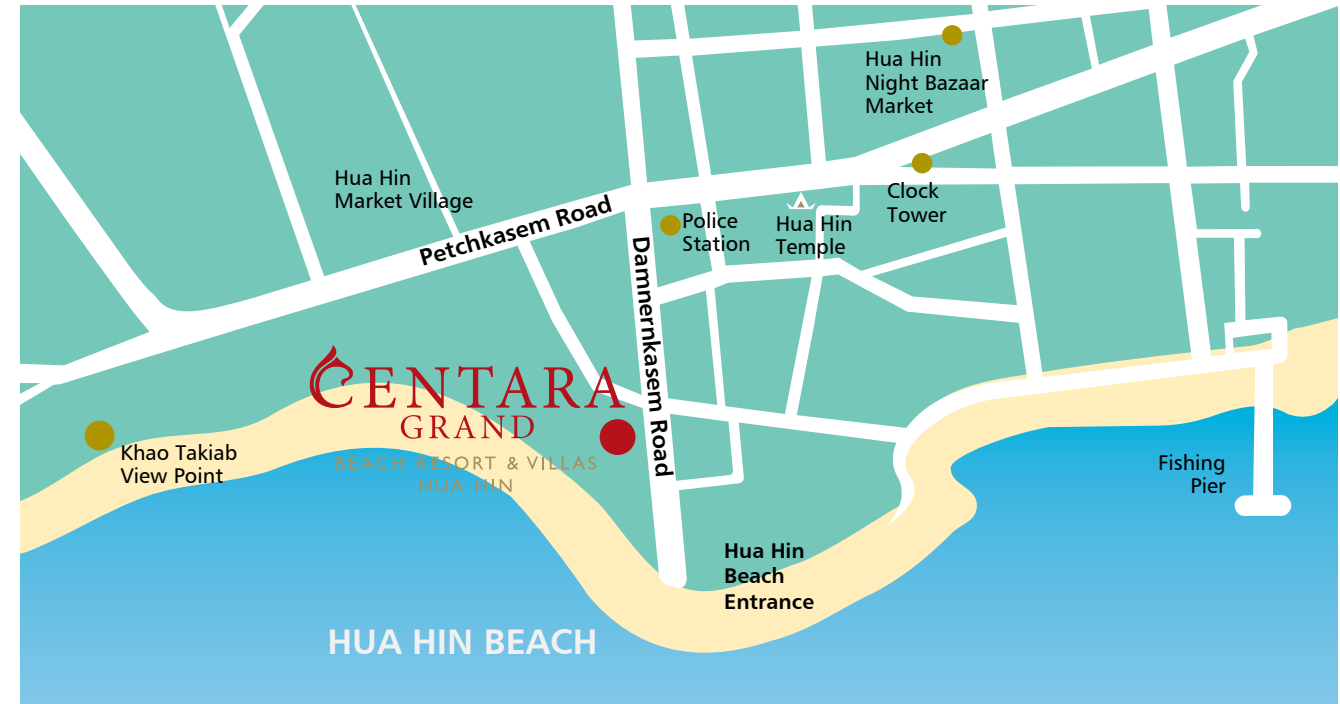 Hua Hin
Night Bazaar
Market
Hua Hin
Market Village
Clock
Tower
Petchkasem Road
Police
Station
Hua Hin
Temple
Damnernkasem Road
CENTARA
GRAND
BEACH RESORT & VILLAS
HUA HIN
Khao Takiab
View Point
Fishing
Pier
Hua Hin
Beach
Entrance
HUA HIN BEACH